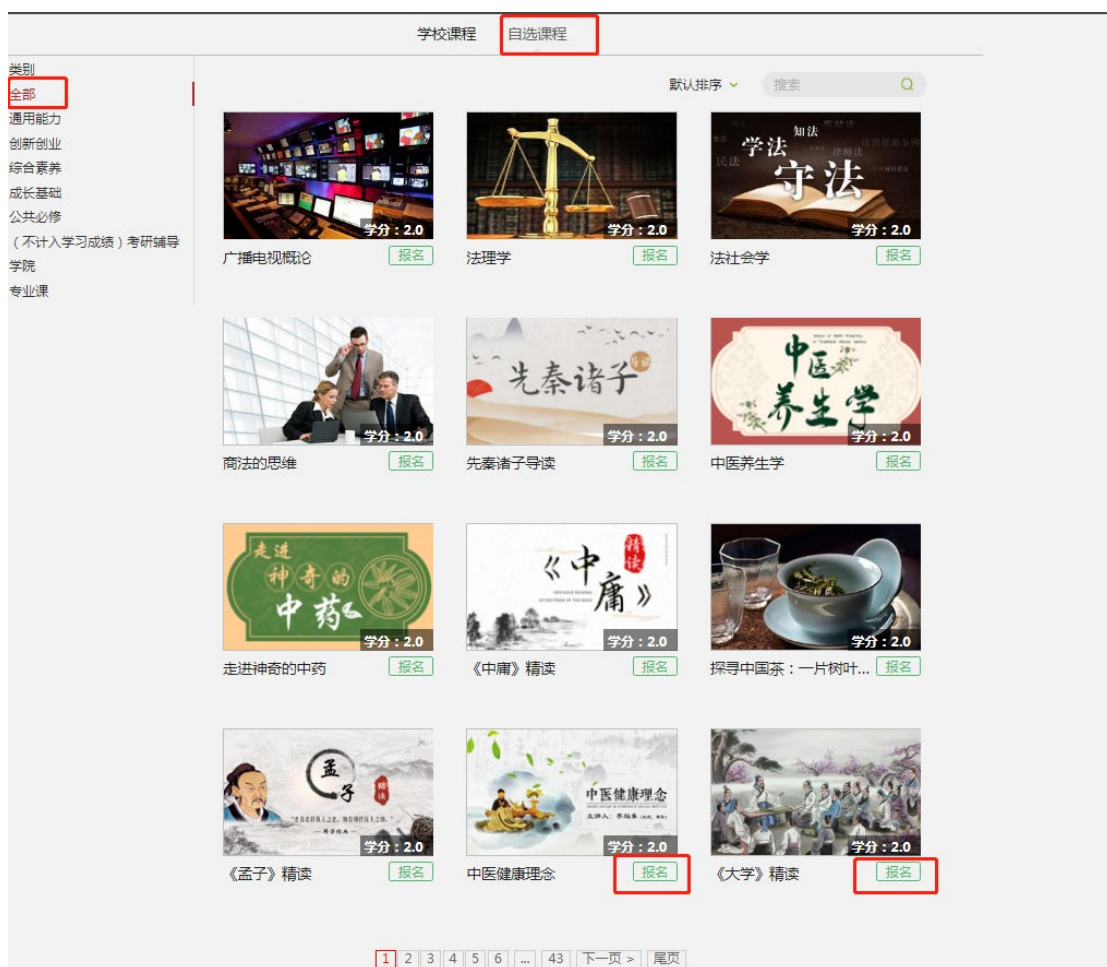 学校课程 自选课程
类别
全部
通用能力
创新创业
综合素养
成长基础
公共必修
（不计入学习成绩）考研辅导
学院
专业课
默认排序 搜索
学分：2.0
广播电视概论 报名
学分：2.0
法理学 报名
知法
学法
民法
守法
学分：2.0
法社会学 报名
学分：2.0
商法的思维 报名
先秦诸子
导读
学分：2.0
先秦诸子导读 报名
中医
养生学
学分：2.0
中医养生学 报名
走进
神奇的
中药
学分：2.0
走进神奇的中药 报名
《中庸》
精读
学分：2.0
《中庸》精读 报名
学分：2.0
探寻中国茶：一片树叶... 报名
孟子
精读
学分：2.0
《孟子》精读 报名
中医健康理念
学分：2.0
中医健康理念 报名
学分：2.0
《大学》精读 报名
1 2 3 4 5 6 ... 43 下一页 > 尾页